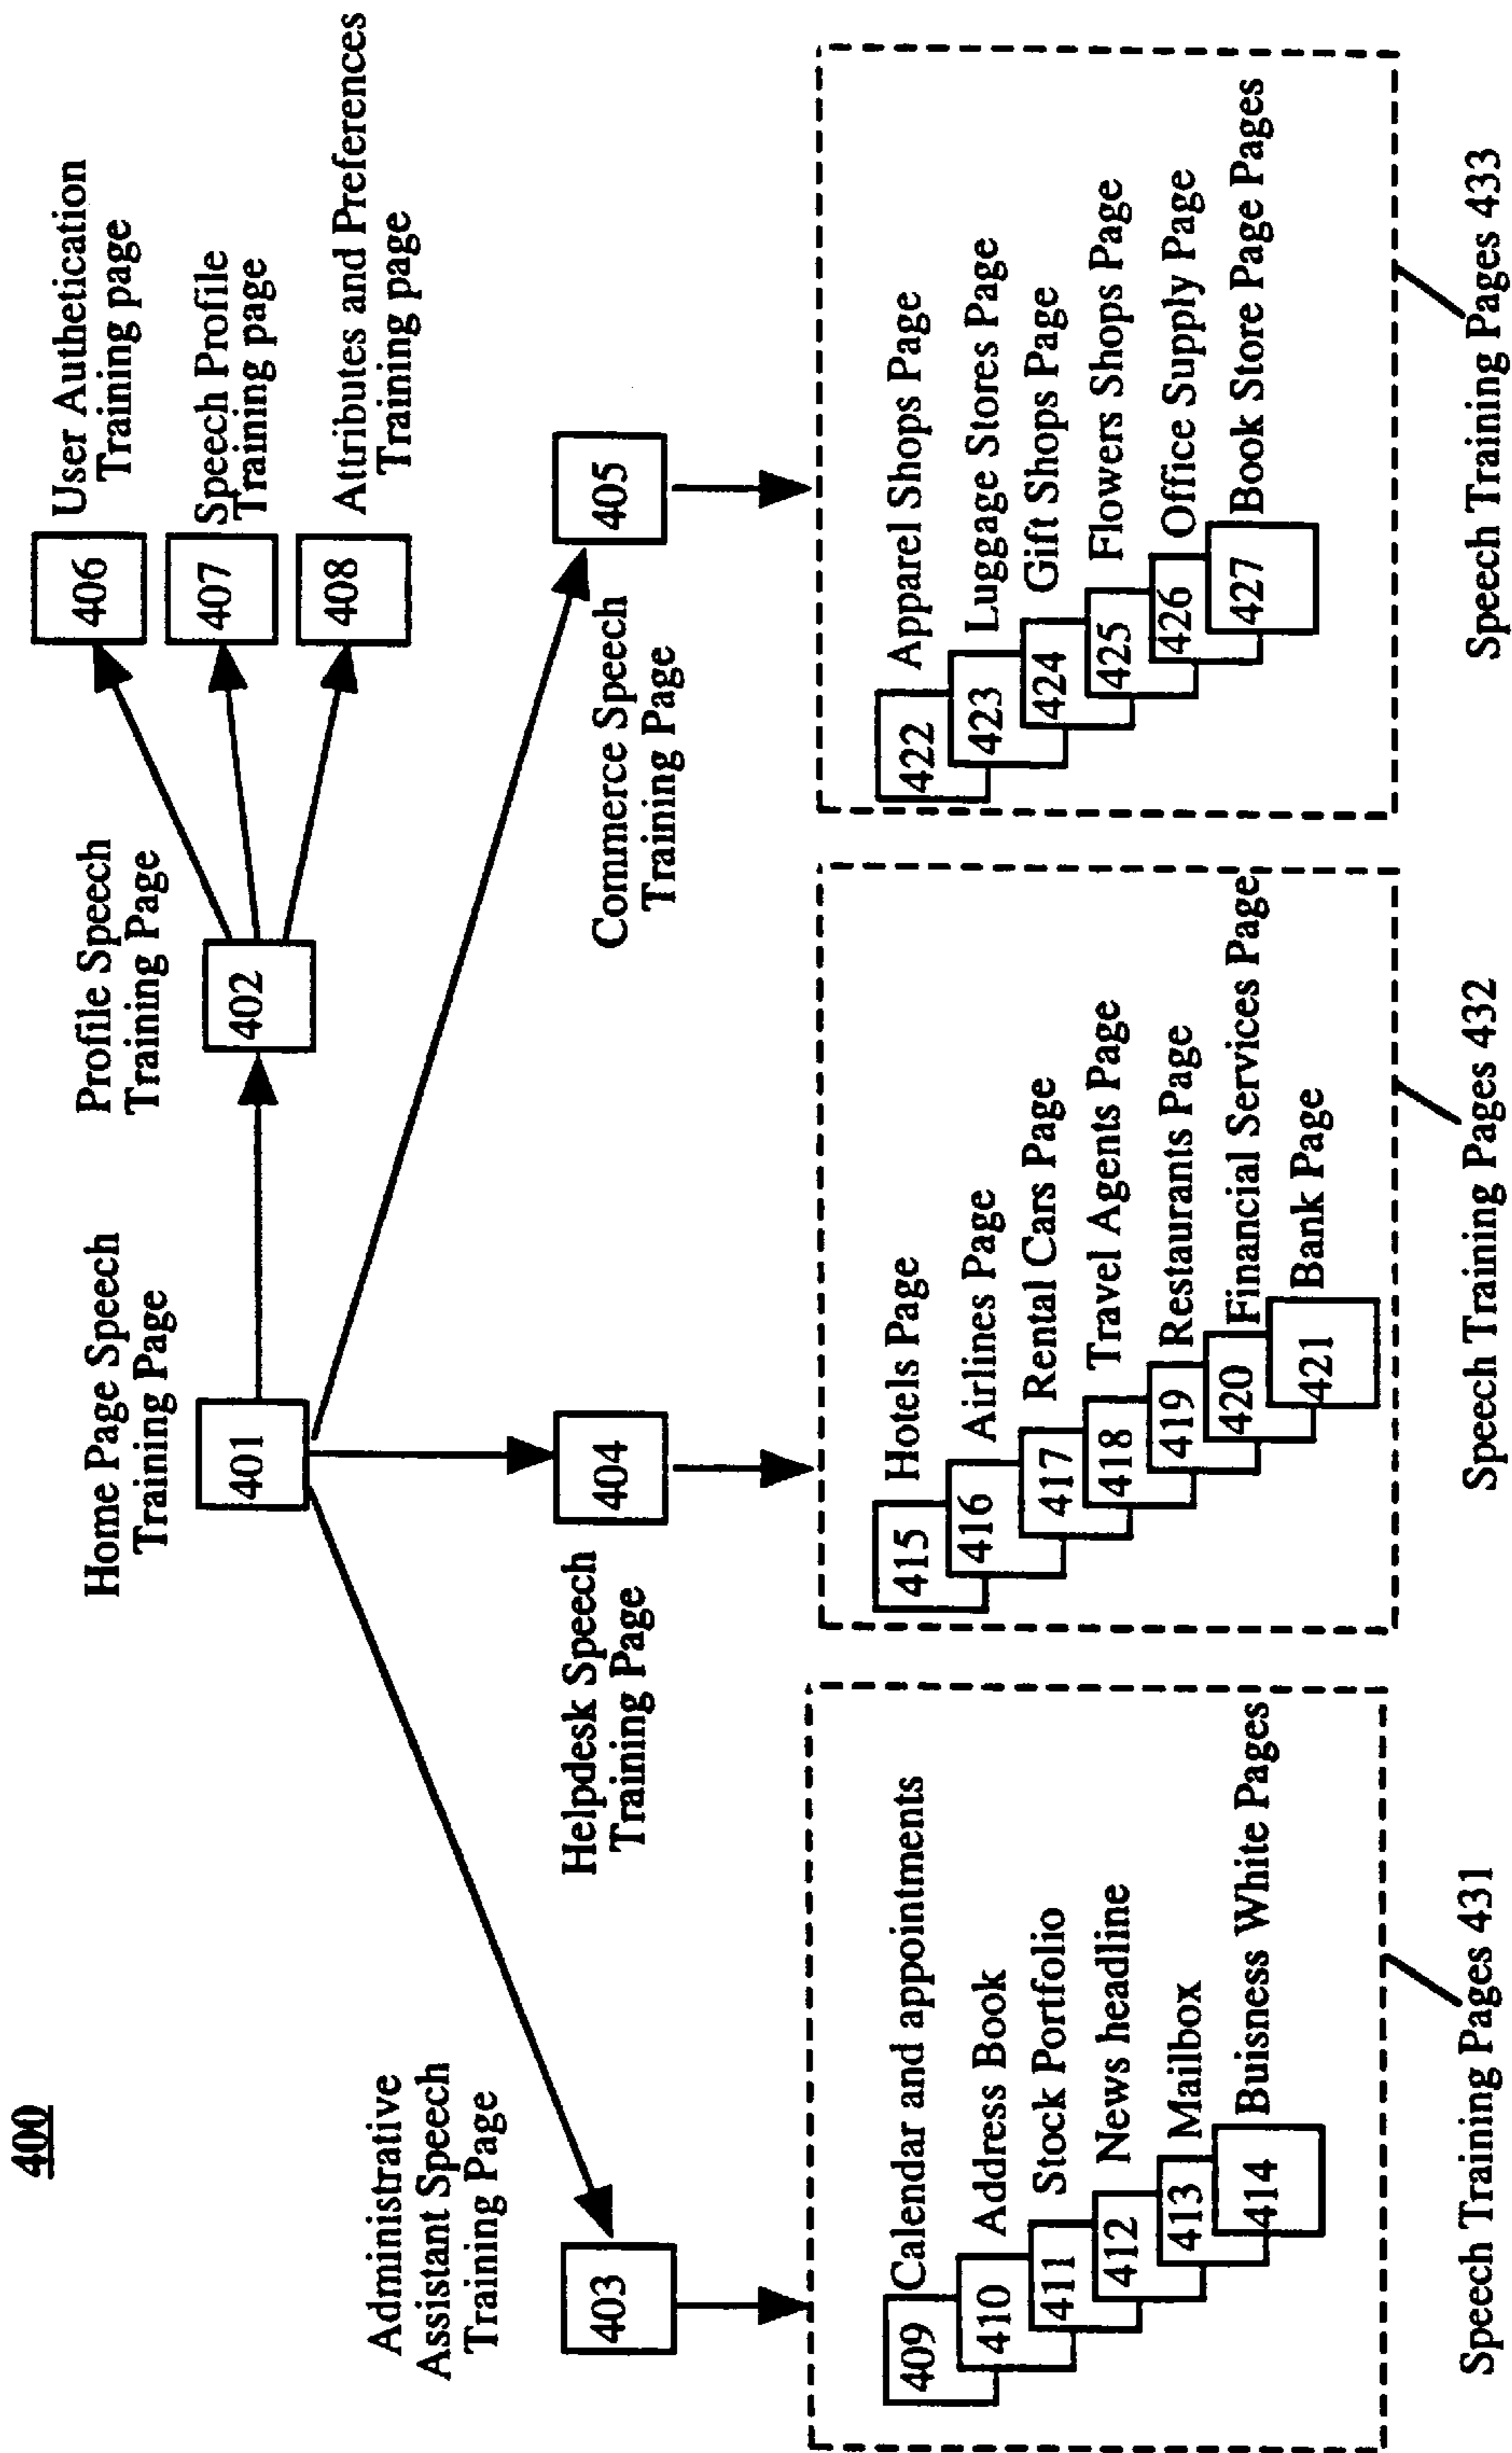 400
Home Page Speech
Training Page
401
Profile Speech
Training Page
402
User Authetication
Training page
406
Speech Profile
Training page
407
Attributes and Preferences
Training page
408
Administrative
Assistant Speech
Training Page
403
Helpdesk Speech
Training Page
404
Commerce Speech
Training Page
405
409 Calendar and appointments
410 Address Book
411 Stock Portfolio
412 News headline
413 Mailbox
414 Buisness White Pages
Speech Training Pages 431
415 Hotels Page
416 Airlines Page
417 Rental Cars Page
418 Travel Agents Page
419 Restaurants Page
420 Financial Services Page
421 Bank Page
Speech Training Pages 432
422 Apparel Shops Page
423 Luggage Stores Page
424 Gift Shops Page
425 Flowers Shops Page
426 Office Supply Page
427 Book Store Page Pages
Speech Training Pages 433